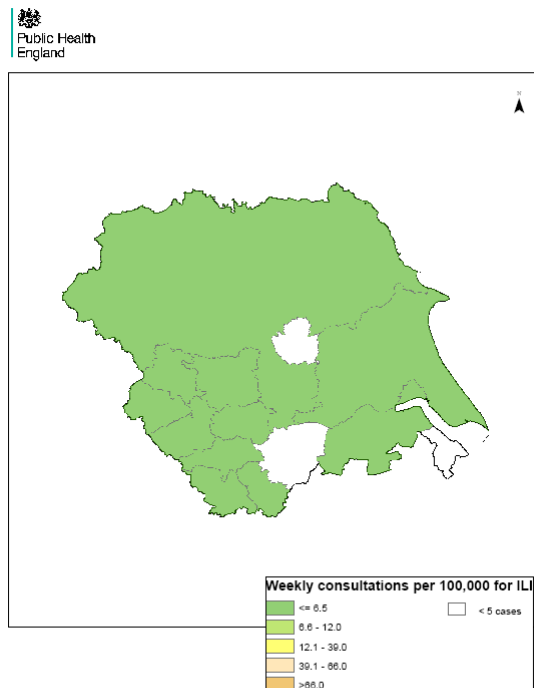 Public Health
England
N
Weekly consultations per 100,000 for ILI
<= 6.5
< 5 cases
6.6 - 12.0
12.1 - 39.0
39.1 - 66.0
>66.0